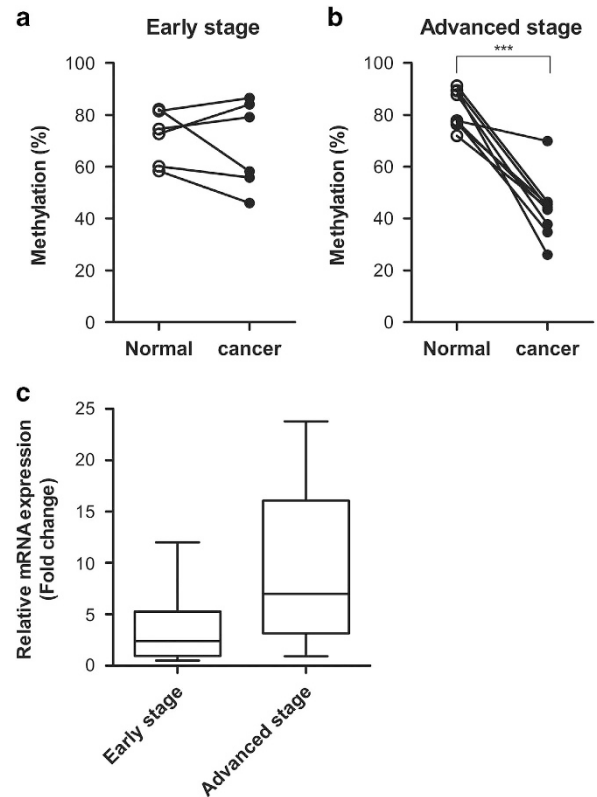 a
Early stage
Methylation (%)
100
80
60
40
20
0
Normal cancer
b
Advanced stage
***
Methylation (%)
100
80
60
40
20
0
Normal cancer
c
Relative mRNA expression
(Fold change)
25
20
15
10
5
0
Early stage
Advanced stage